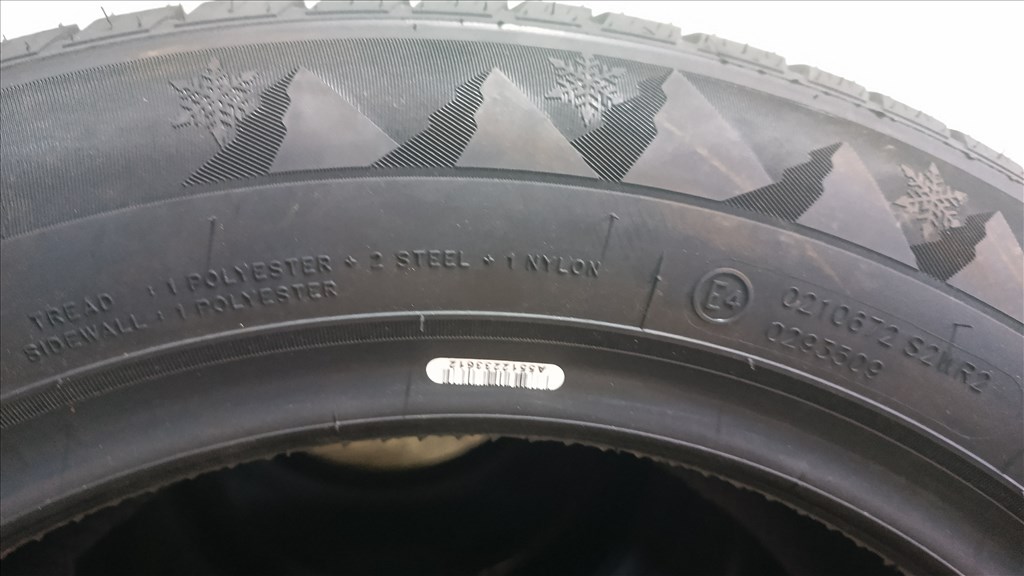 TREAD : 1 POLYESTER * 2 STEEL * 1 NYLON
SIDEWALL : 1 POLYESTER
E4
0210672 S2WR2
0293509